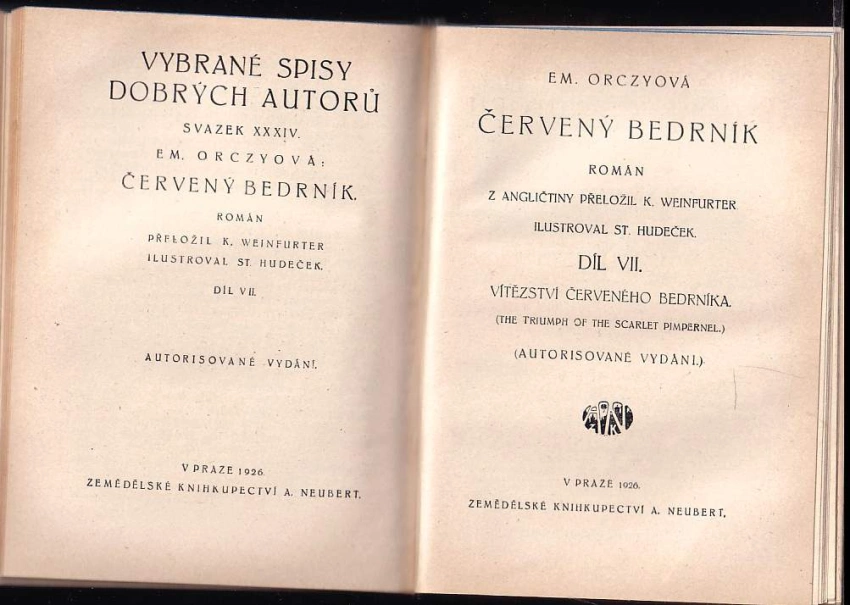 VYBRANÉ SPISY
DOBRÝCH AUTORŮ
SVAZEK XXXIV.
EM. ORCZYOVÁ:
ČERVENÝ BEDRNÍK.
ROMÁN
PŘELOŽIL K. WEINFURTER
ILUSTROVAL ST. HUDEČEK.
DÍL VII.
AUTORISOVANÉ VYDÁNÍ.
V PRAZE 1926.
ZEMĚDĚLSKÉ KNIHKUPECTVÍ A. NEUBERT.
EM. ORCZYOVÁ
ČERVENÝ BEDRNÍK
ROMÁN
Z ANGLIČTINY PŘELOŽIL K. WEINFURTER
ILUSTROVAL ST. HUDEČEK.
DÍL VII.
VÍTĚZSTVÍ ČERVENÉHO BEDRNÍKA.
(THE TRIUMPH OF THE SCARLET PIMPERNEL.)
(AUTORISOVANÉ VYDÁNÍ.)
V PRAZE 1926.
ZEMĚDĚLSKÉ KNIHKUPECTVÍ A. NEUBERT.